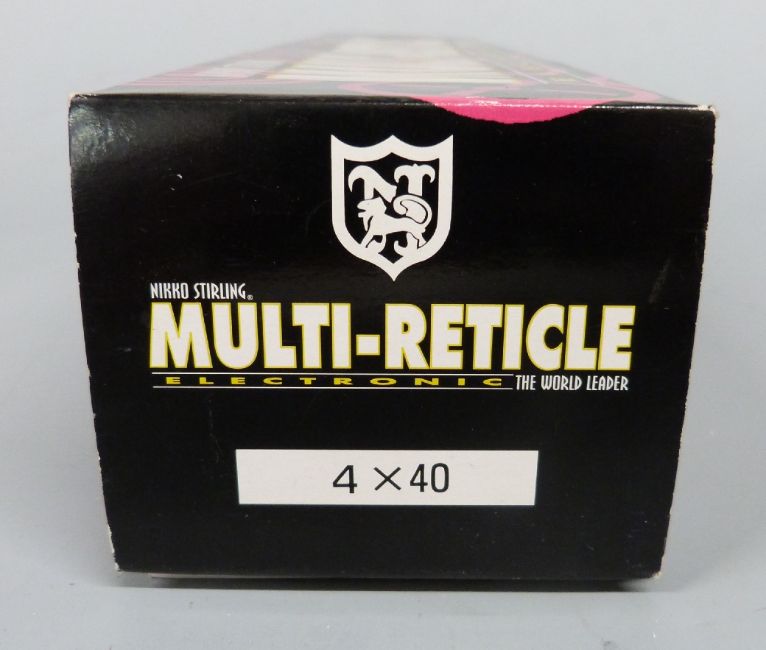 N
NIKKO STIRLING®
MULTI-RETICLE
ELECTRONIC THE WORLD LEADER
4 × 40